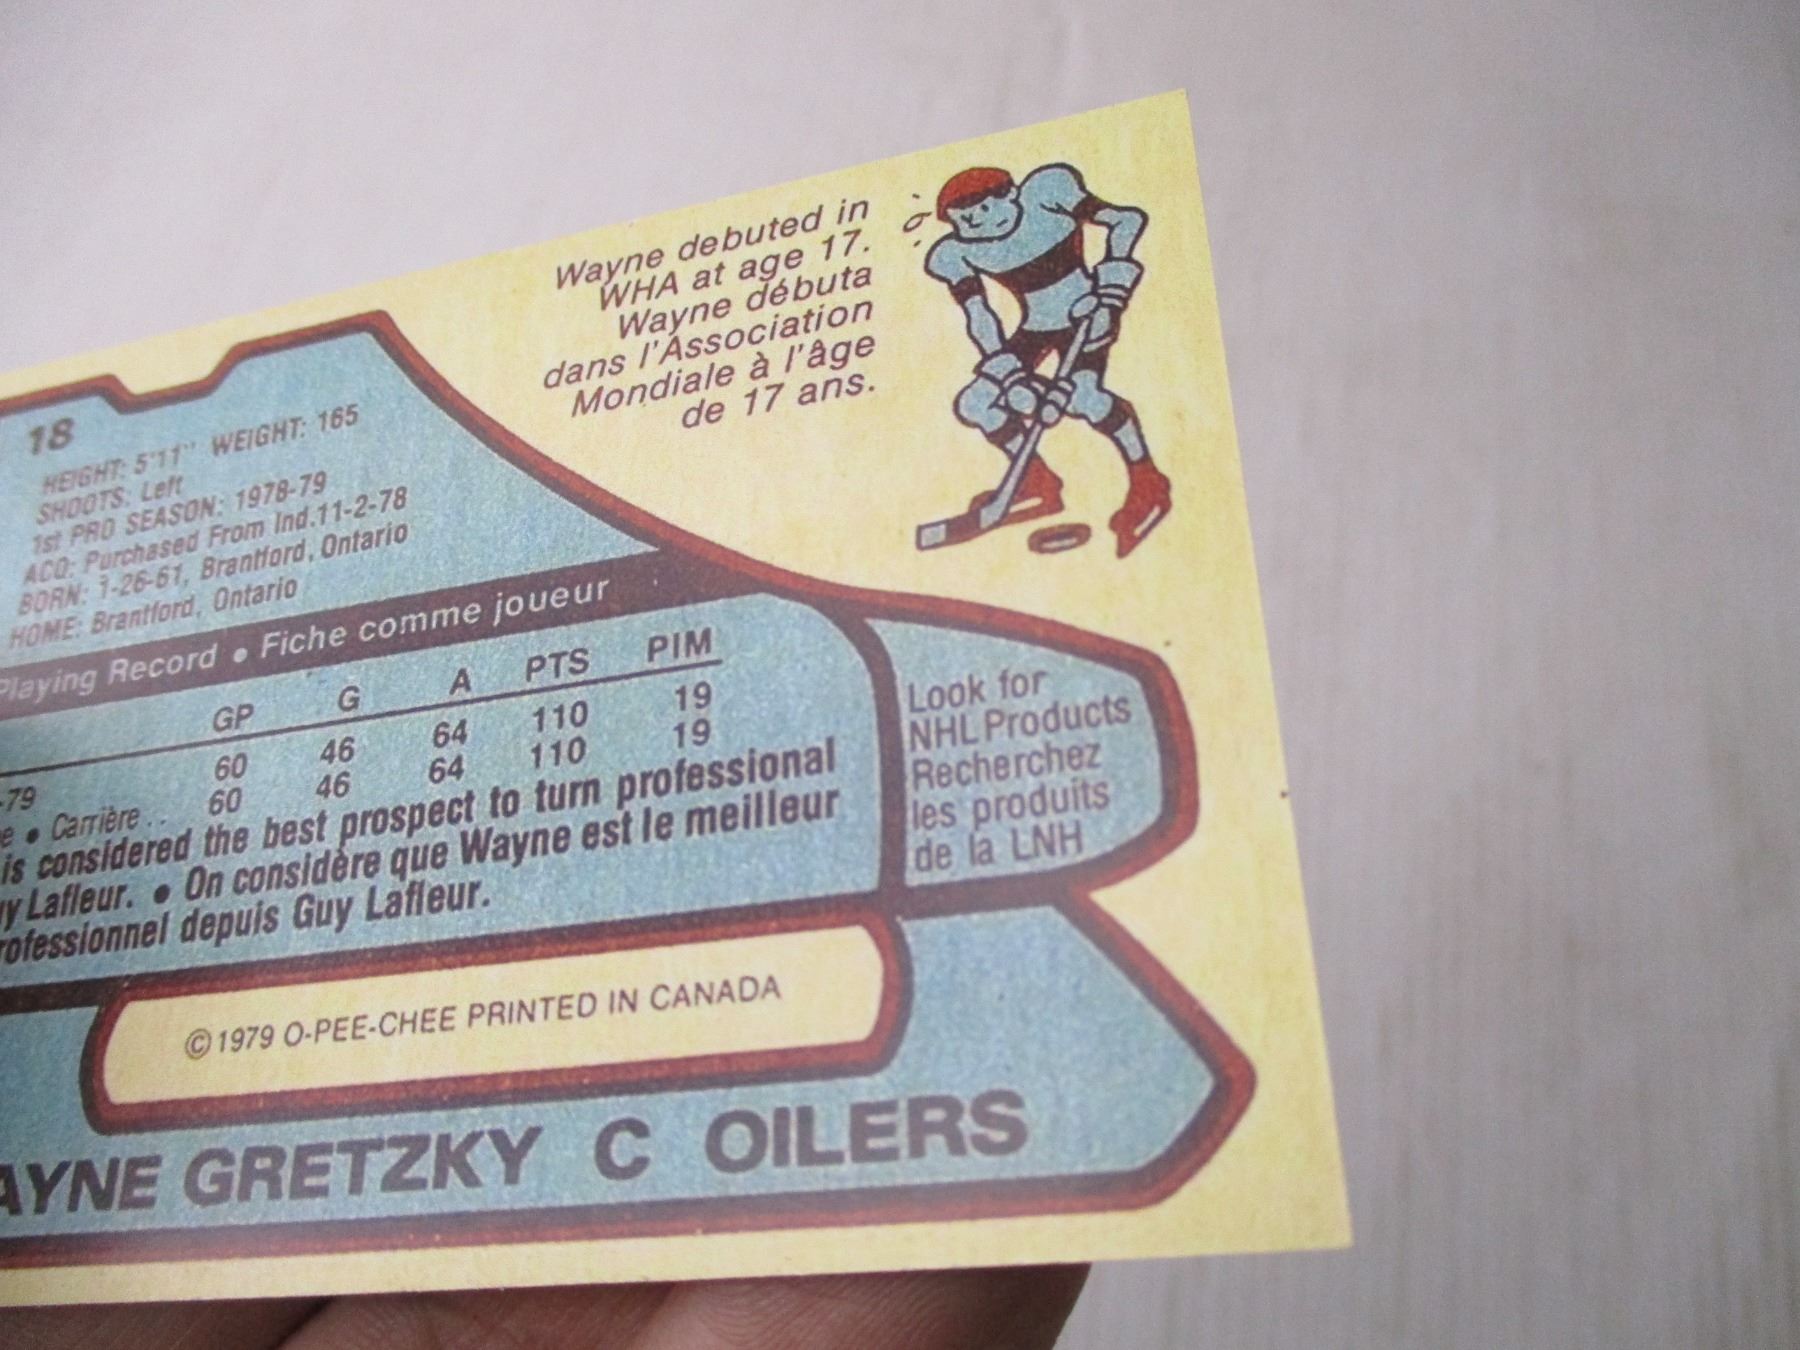 Wayne debuted in
WHA at age 17.
Wayne débuta
dans l'Association
Mondiale à l'âge
de 17 ans.
18
HEIGHT: 5'11" WEIGHT: 165
SHOOTS: Left
1st PRO SEASON: 1978-79
ACQ: Purchased From Ind.11-2-78
BORN: 1-26-61, Brantford, Ontario
HOME: Brantford, Ontario
Playing Record • Fiche comme joueur
GP G A PTS PIM
-79 60 46 64 110 19
e • Carrière .. 60 46 64 110 19
is considered the best prospect to turn professional
uy Lafleur. • On considère que Wayne est le meilleur
rofessionnel depuis Guy Lafleur.
Look for
NHL Products
Recherchez
les produits
de la LNH
©1979 O-PEE-CHEE PRINTED IN CANADA
AYNE GRETZKY C OILERS